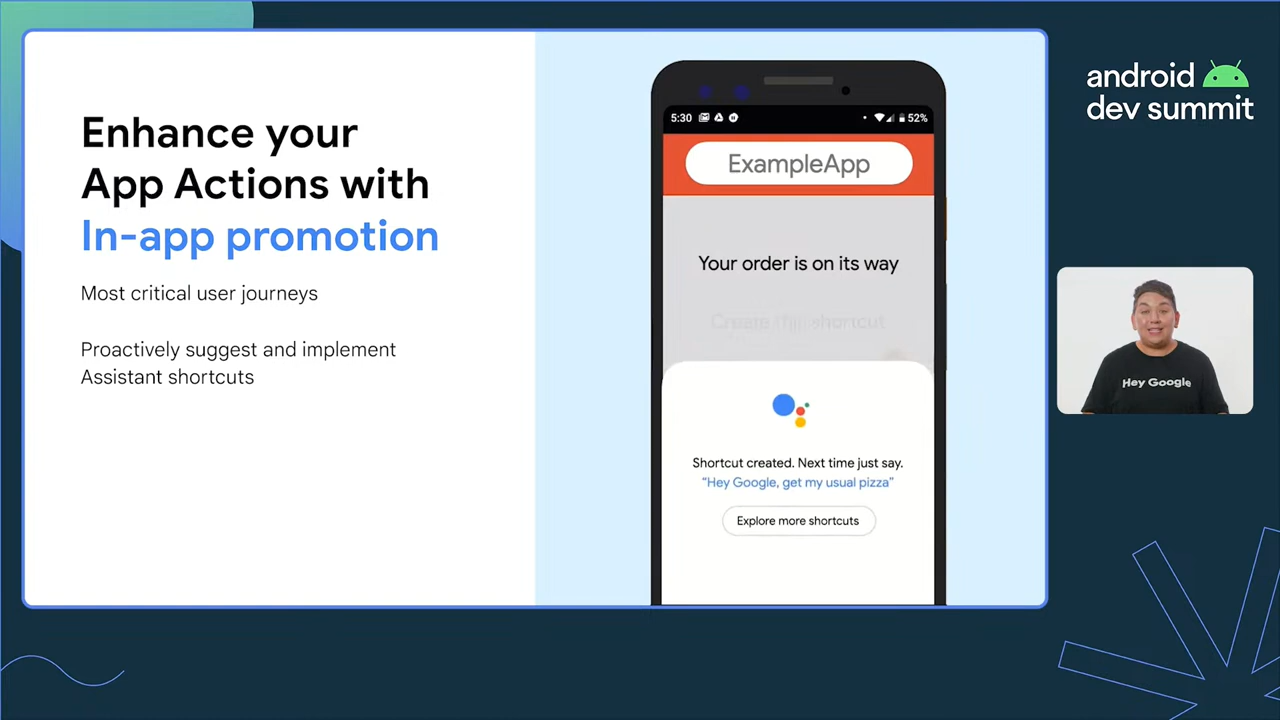 Enhance your
App Actions with
In-app promotion
Most critical user journeys
Proactively suggest and implement
Assistant shortcuts
5:30
52%
ExampleApp
Your order is on its way
Shortcut created. Next time just say.
“Hey Google, get my usual pizza”
Explore more shortcuts
android
dev summit
Hey Google